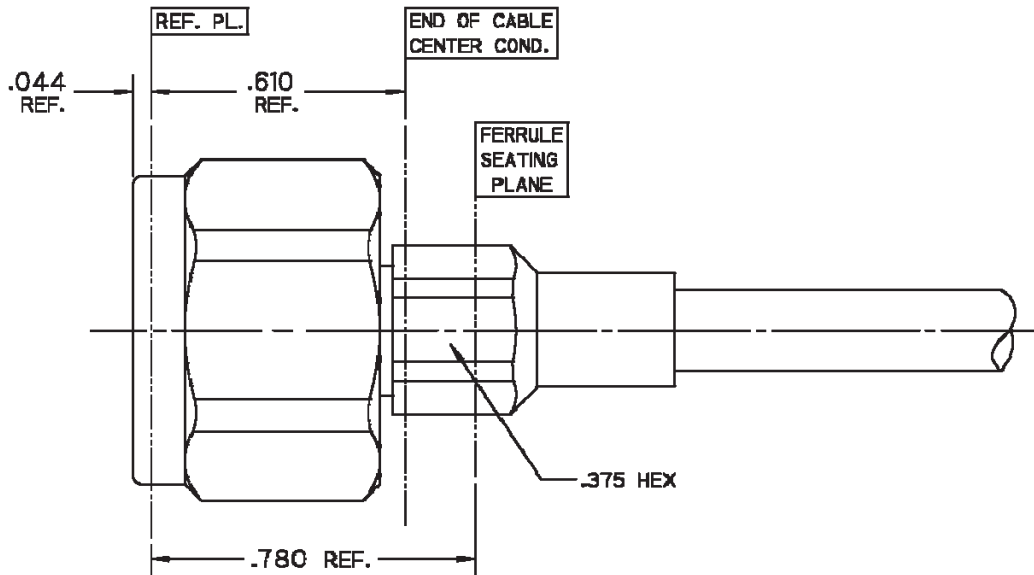 REF. PL.
END OF CABLE
CENTER COND.
.044
REF.
.610
REF.
FERRULE
SEATING
PLANE
.375 HEX
.780 REF.